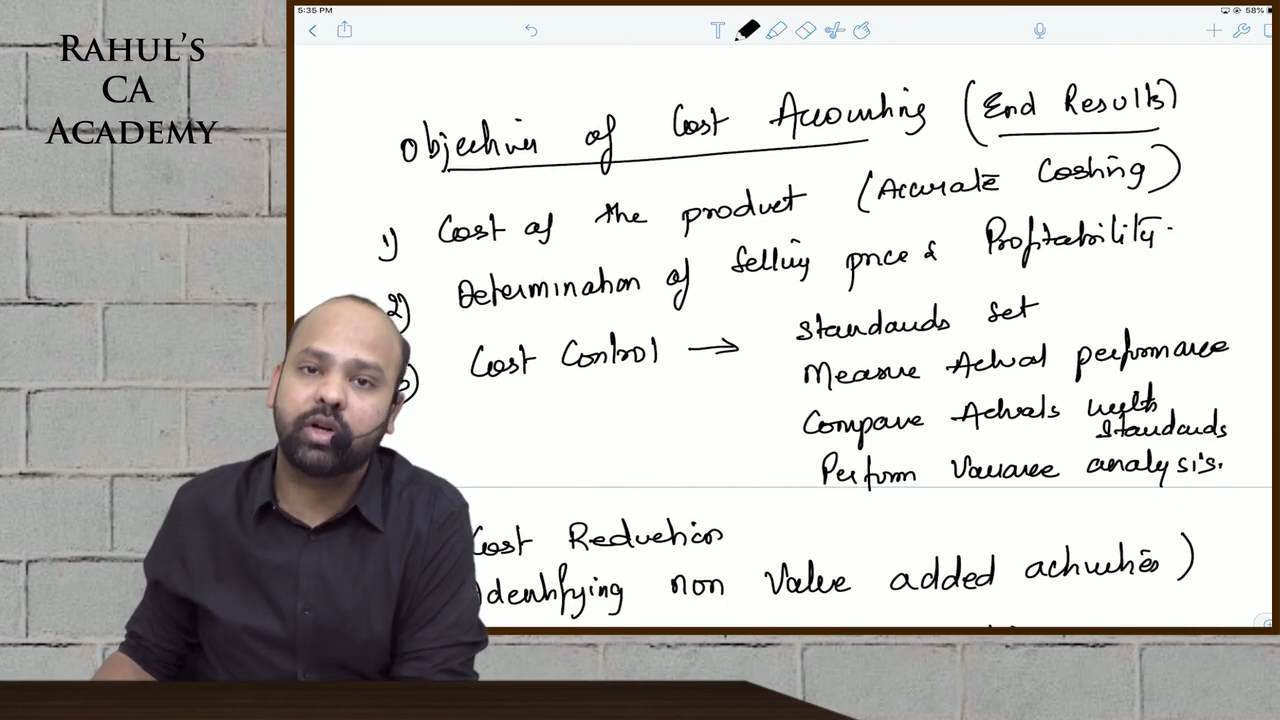 RAHUL'S
CA
ACADEMY
5:35 PM
58%
T
Objectives of Cost Accounting (End Results)
1) Cost of the product (Accurate Costing)
2) Determination of Selling price & Profitability.
Cost Control → Standards set
Measure Actual performance
Compare Actuals with
Standards
Perform Variance analysis.
Cost Reduction
Identifying non value added activities)